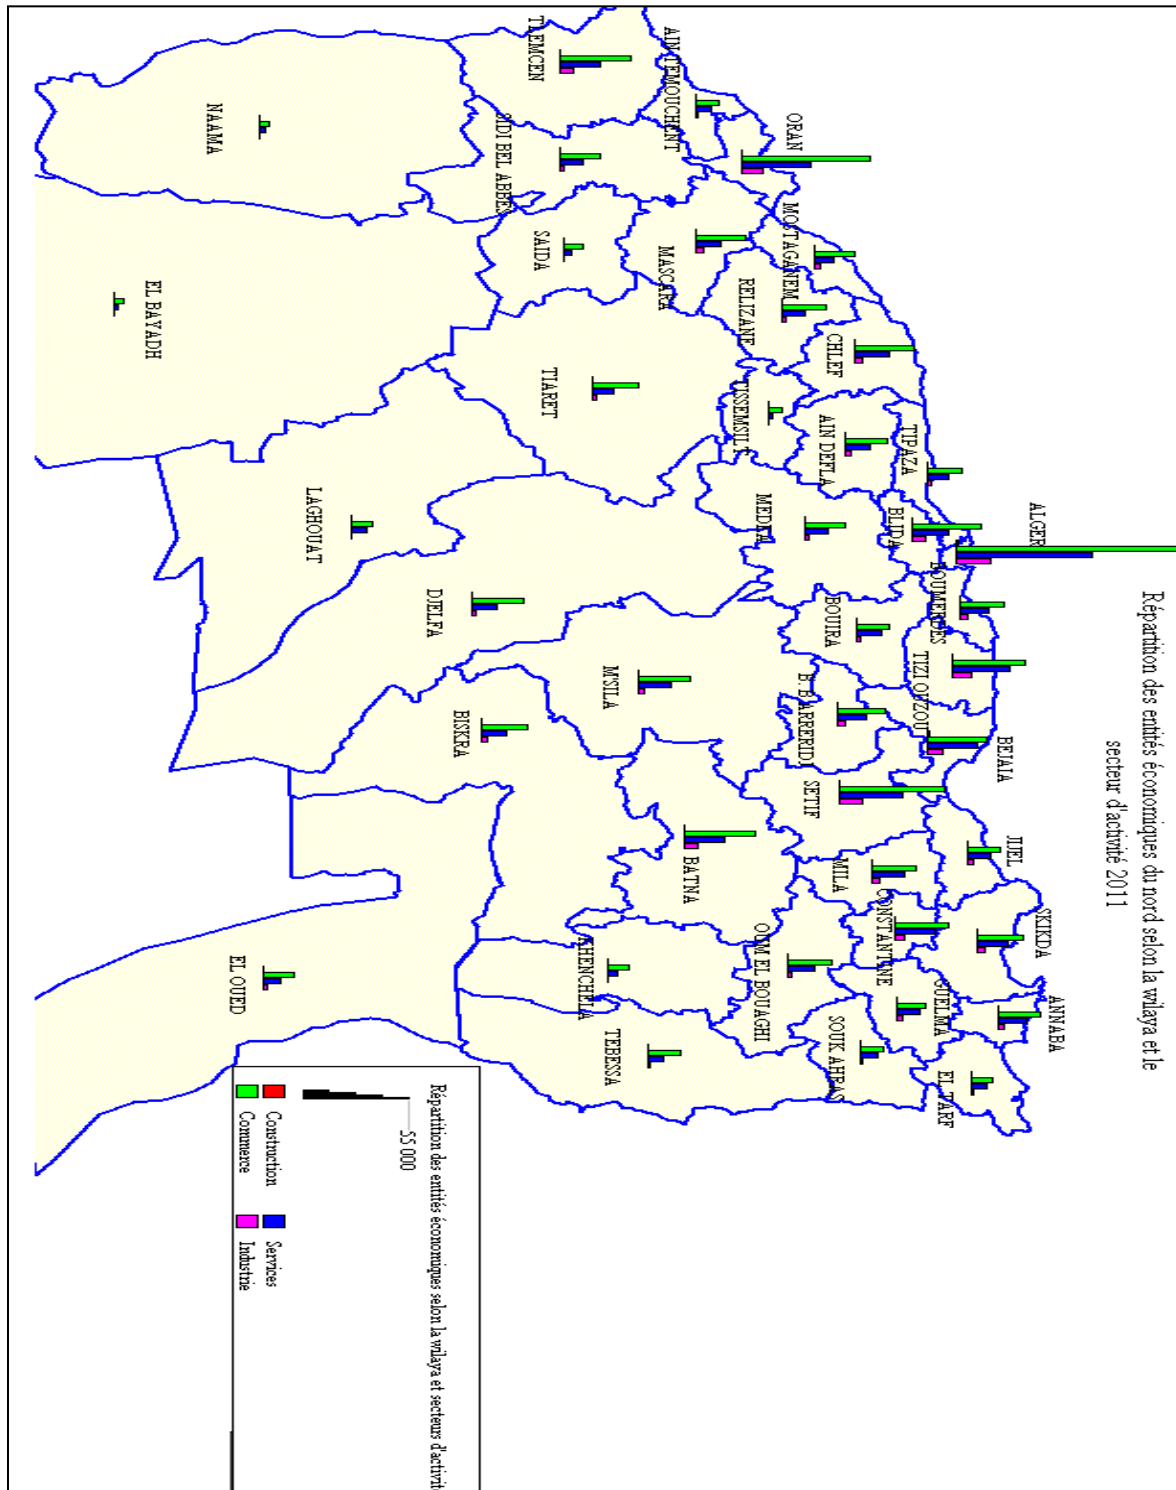 Répartition des entités économiques du nord selon la wilaya et le
secteur d'activité 2011
ALGER
ANNABA
SKIKDA
JIJEL
BEJAIA
ORAN
BOUMERDES
TIZI OUZOU
BLIDA
TIPAZA
EL TARF
GUELMA
CONSTANTINE
MILA
SETIF
B. B ARRERIDJ
BOUIRA
MEDEA
AIN DEFLA
CHLEF
MOSTAGANEM
SOUK AHRAS
OUM EL BOUAGHI
TISSEMSILT
RELIZANE
MASCARA
AIN TEMOUCHENT
BATNA
TEBESSA
KHENCHELA
M'SILA
TIARET
SAIDA
SIDI BEL ABBES
TLEMCEN
BISKRA
DJELFA
LAGHOUAT
EL OUED
NAAMA
EL BAYADH
Répartition des entités économiques selon la wilaya et secteurs d'activité
55 000
Construction
Services
Commerce
Industrie